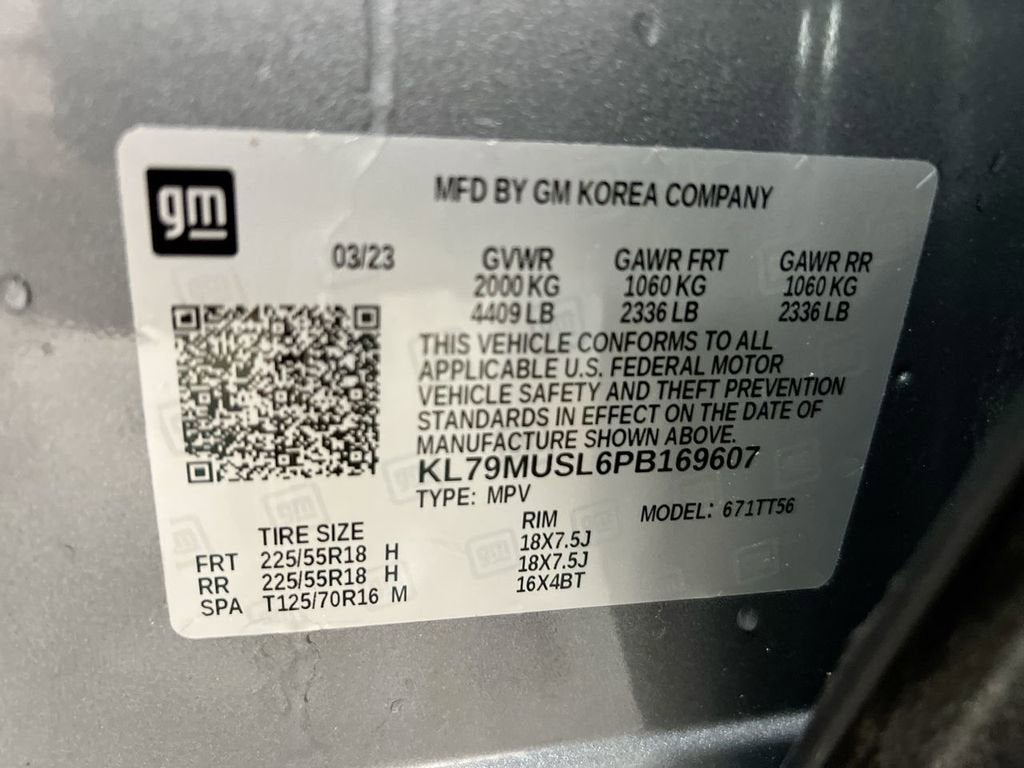 gm
MFD BY GM KOREA COMPANY
03/23 GVWR GAWR FRT GAWR RR
2000 KG 1060 KG 1060 KG
4409 LB 2336 LB 2336 LB
THIS VEHICLE CONFORMS TO ALL
APPLICABLE U.S. FEDERAL MOTOR
VEHICLE SAFETY AND THEFT PREVENTION
STANDARDS IN EFFECT ON THE DATE OF
MANUFACTURE SHOWN ABOVE.
KL79MUSL6PB169607
TYPE: MPV MODEL: 671TT56
TIRE SIZE RIM
FRT 225/55R18 H 18X7.5J
RR 225/55R18 H 18X7.5J
SPA T125/70R16 M 16X4BT